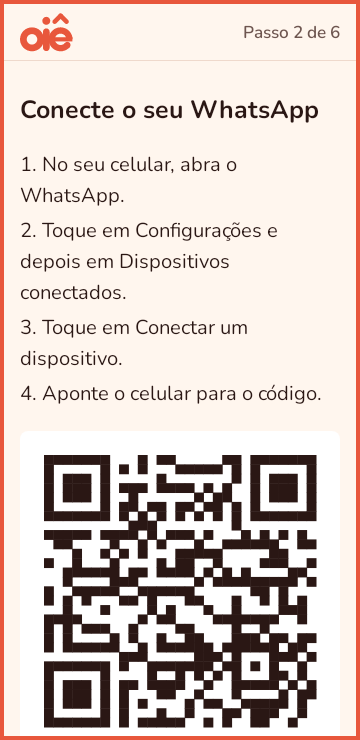 oiê
Passo 2 de 6
Conecte o seu WhatsApp
1. No seu celular, abra o
WhatsApp.
2. Toque em Configurações e
depois em Dispositivos
conectados.
3. Toque em Conectar um
dispositivo.
4. Aponte o celular para o código.